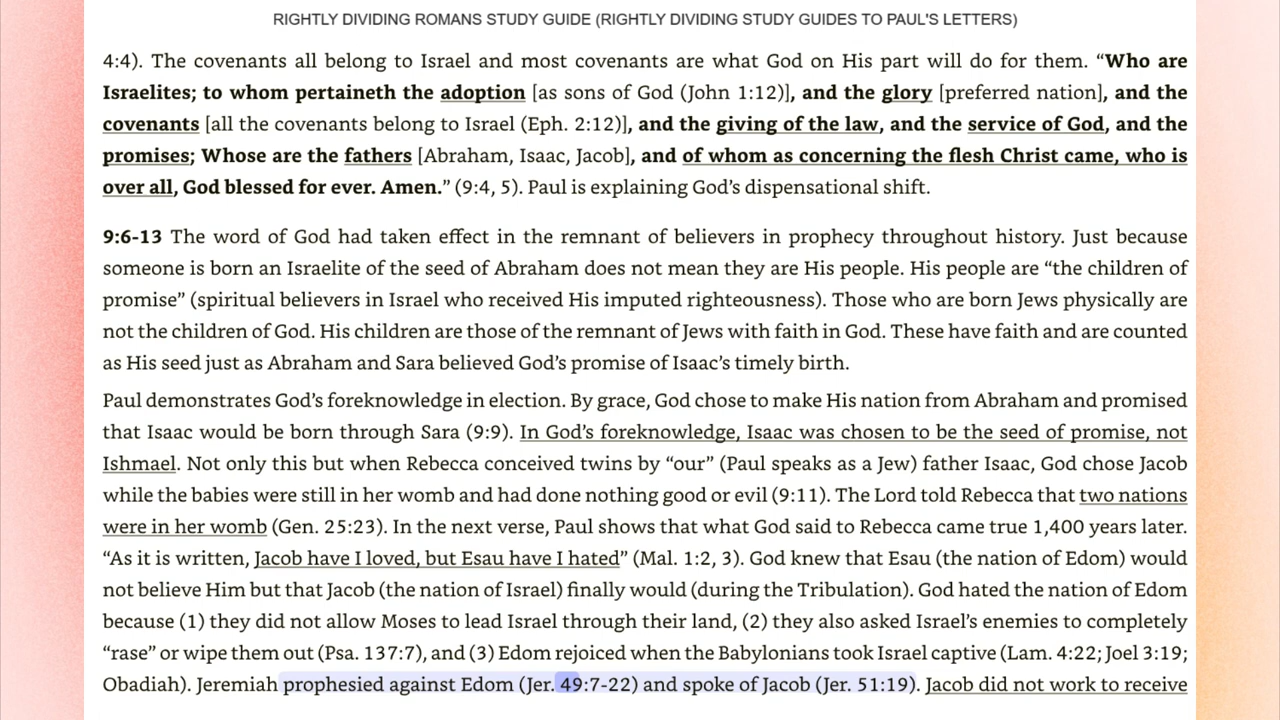 RIGHTLY DIVIDING ROMANS STUDY GUIDE (RIGHTLY DIVIDING STUDY GUIDES TO PAUL'S LETTERS)
4:4). The covenants all belong to Israel and most covenants are what God on His part will do for them. “Who are
Israelites; to whom pertaineth the adoption [as sons of God (John 1:12)], and the glory [preferred nation], and the
covenants [all the covenants belong to Israel (Eph. 2:12)], and the giving of the law, and the service of God, and the
promises; Whose are the fathers [Abraham, Isaac, Jacob], and of whom as concerning the flesh Christ came, who is
over all, God blessed for ever. Amen.” (9:4, 5). Paul is explaining God’s dispensational shift.
9:6-13 The word of God had taken effect in the remnant of believers in prophecy throughout history. Just because
someone is born an Israelite of the seed of Abraham does not mean they are His people. His people are “the children of
promise” (spiritual believers in Israel who received His imputed righteousness). Those who are born Jews physically are
not the children of God. His children are those of the remnant of Jews with faith in God. These have faith and are counted
as His seed just as Abraham and Sara believed God’s promise of Isaac’s timely birth.
Paul demonstrates God’s foreknowledge in election. By grace, God chose to make His nation from Abraham and promised
that Isaac would be born through Sara (9:9). In God’s foreknowledge, Isaac was chosen to be the seed of promise, not
Ishmael. Not only this but when Rebecca conceived twins by “our” (Paul speaks as a Jew) father Isaac, God chose Jacob
while the babies were still in her womb and had done nothing good or evil (9:11). The Lord told Rebecca that two nations
were in her womb (Gen. 25:23). In the next verse, Paul shows that what God said to Rebecca came true 1,400 years later.
“As it is written, Jacob have I loved, but Esau have I hated” (Mal. 1:2, 3). God knew that Esau (the nation of Edom) would
not believe Him but that Jacob (the nation of Israel) finally would (during the Tribulation). God hated the nation of Edom
because (1) they did not allow Moses to lead Israel through their land, (2) they also asked Israel’s enemies to completely
“rase” or wipe them out (Psa. 137:7), and (3) Edom rejoiced when the Babylonians took Israel captive (Lam. 4:22; Joel 3:19;
Obadiah). Jeremiah prophesied against Edom (Jer. 49:7-22) and spoke of Jacob (Jer. 51:19). Jacob did not work to receive